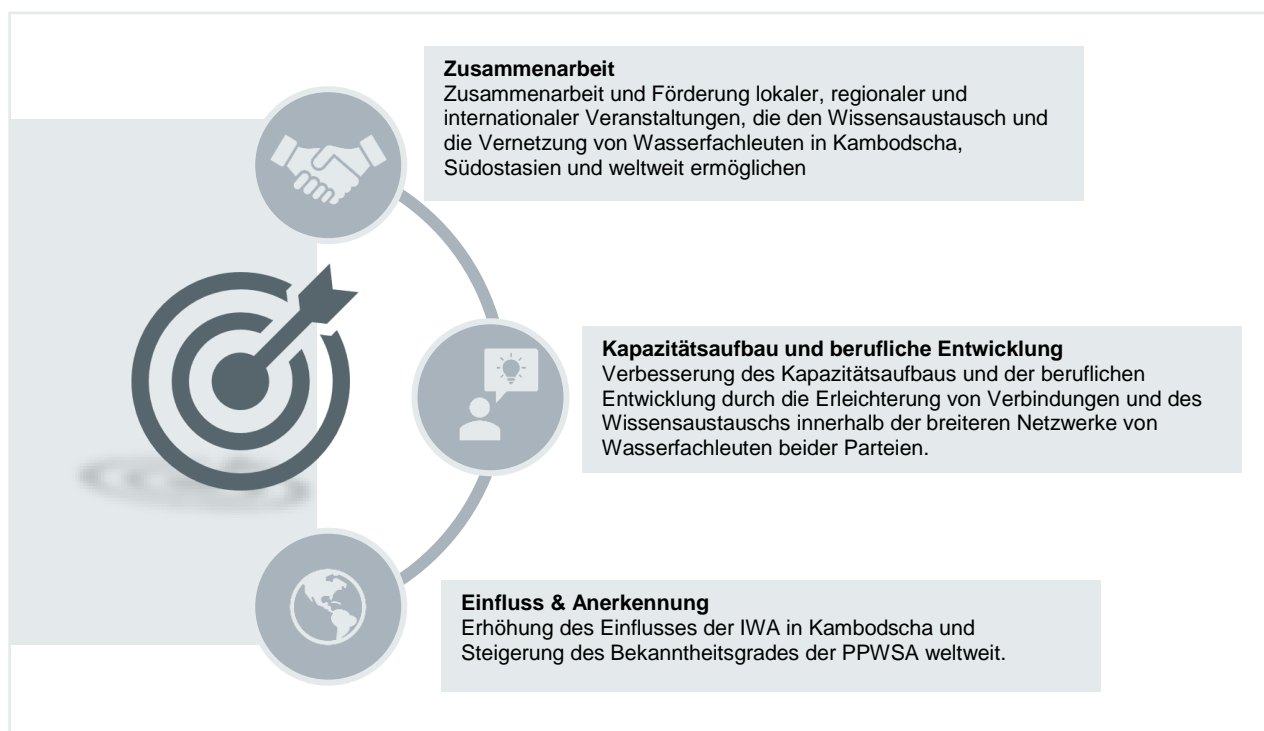 Zusammenarbeit
Zusammenarbeit und Förderung lokaler, regionaler und
internationaler Veranstaltungen, die den Wissensaustausch und
die Vernetzung von Wasserfachleuten in Kambodscha,
Südostasien und weltweit ermöglichen
Kapazitätsaufbau und berufliche Entwicklung
Verbesserung des Kapazitätsaufbaus und der beruflichen
Entwicklung durch die Erleichterung von Verbindungen und des
Wissensaustauschs innerhalb der breiteren Netzwerke von
Wasserfachleuten beider Parteien.
Einfluss & Anerkennung
Erhöhung des Einflusses der IWA in Kambodscha und
Steigerung des Bekanntheitsgrades der PPWSA weltweit.